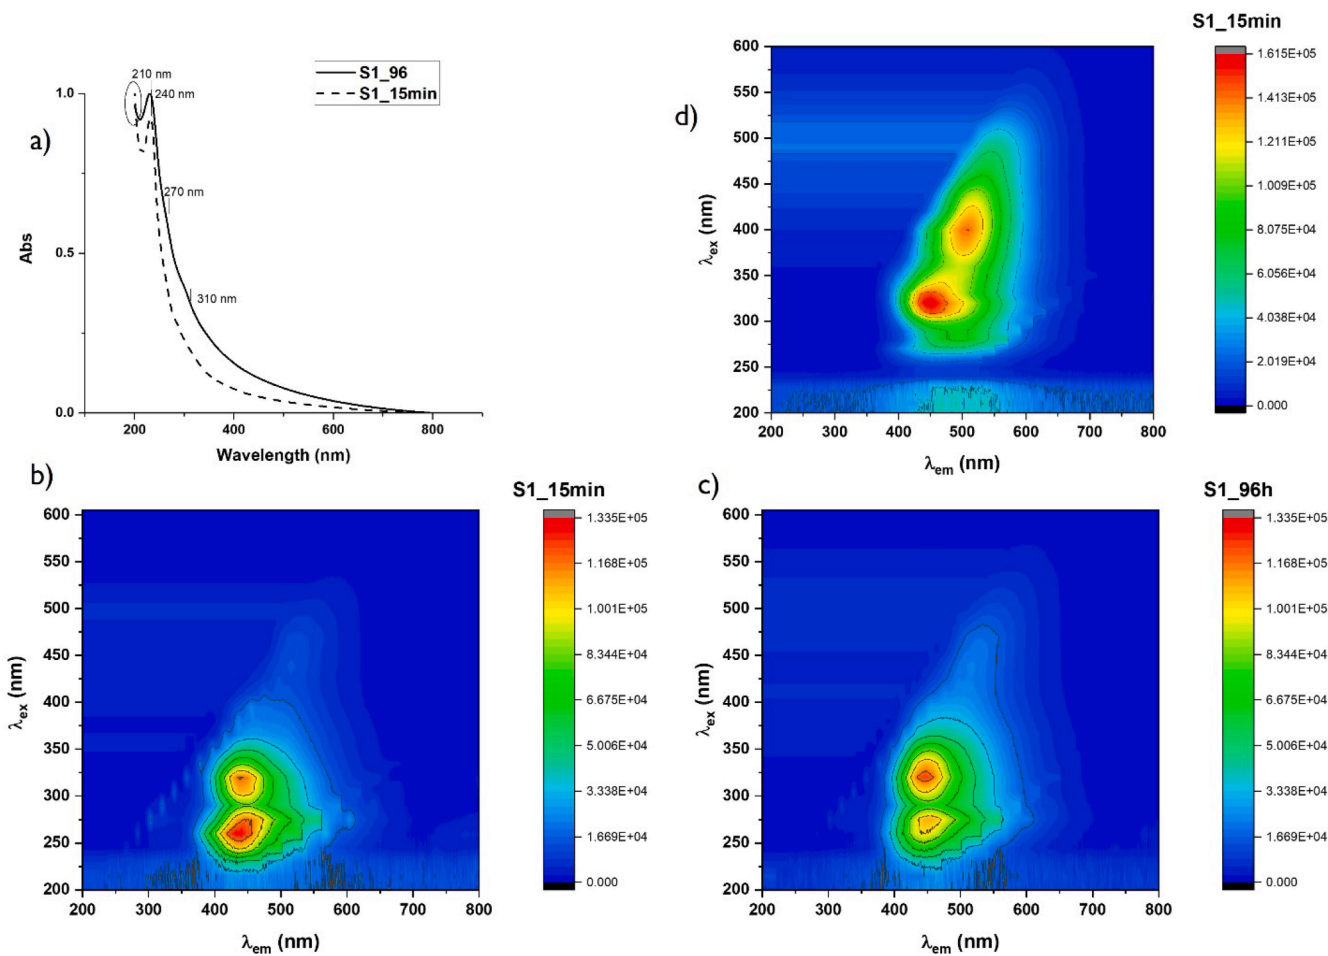 a)
S1_96
S1_15min
210 nm
240 nm
270 nm
310 nm
1.0
0.5
0.0
Abs
200 400 600 800
Wavelength (nm)
d)
S1_15min
600
550
500
450
400
350
300
250
200
λex (nm)
200 300 400 500 600 700 800
λem (nm)
1.615E+05
1.413E+05
1.211E+05
1.009E+05
8.075E+04
6.056E+04
4.038E+04
2.019E+04
0.000
b)
S1_15min
600
550
500
450
400
350
300
250
200
λex (nm)
200 300 400 500 600 700 800
λem (nm)
1.335E+05
1.168E+05
1.001E+05
8.344E+04
6.675E+04
5.006E+04
3.338E+04
1.669E+04
0.000
c)
S1_96h
600
550
500
450
400
350
300
250
200
λex (nm)
200 300 400 500 600 700 800
λem (nm)
1.335E+05
1.168E+05
1.001E+05
8.344E+04
6.675E+04
5.006E+04
3.338E+04
1.669E+04
0.000